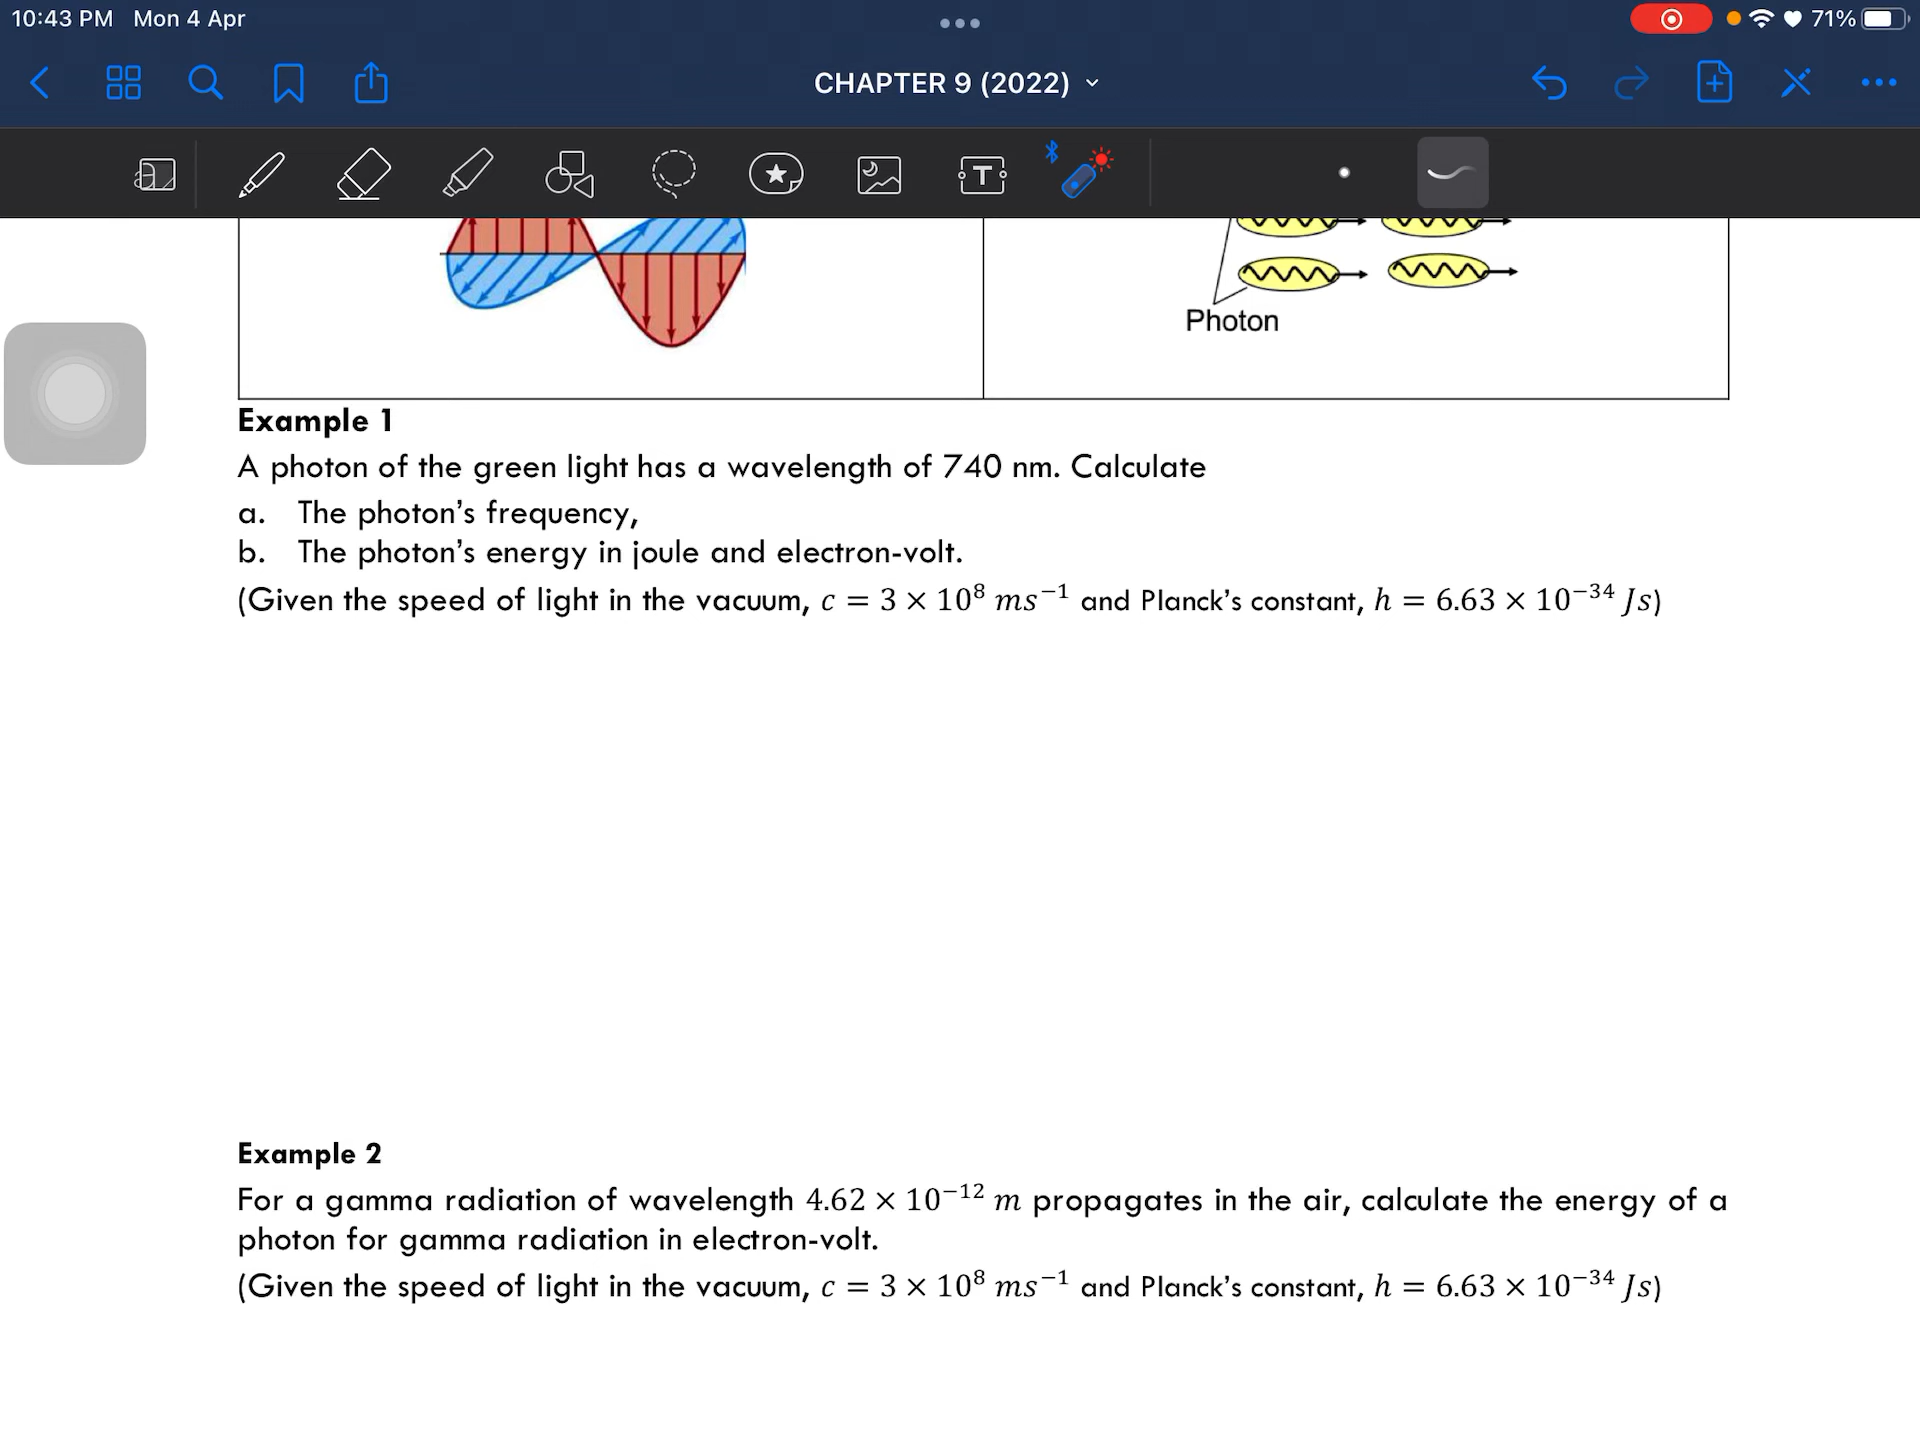 10:43 PM Mon 4 Apr
71%
CHAPTER 9 (2022)
T
Photon
Example 1
A photon of the green light has a wavelength of 740 nm. Calculate
a. The photon's frequency,
b. The photon's energy in joule and electron-volt.
(Given the speed of light in the vacuum, c = 3 × 10⁸ ms⁻¹ and Planck's constant, h = 6.63 × 10⁻³⁴ Js)
Example 2
For a gamma radiation of wavelength 4.62 × 10⁻¹² m propagates in the air, calculate the energy of a
photon for gamma radiation in electron-volt.
(Given the speed of light in the vacuum, c = 3 × 10⁸ ms⁻¹ and Planck's constant, h = 6.63 × 10⁻³⁴ Js)